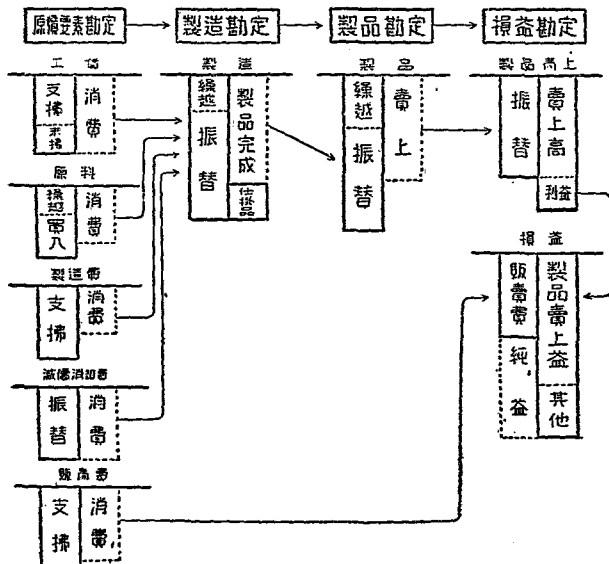 原價要素勘定 製造勘定 製品勘定 損益勘定
工賃
支拂 消費
未拂
原料
繰越 消費
買入
製造費
支拂 消費
減價消却費
振替 消費
販賣費
支拂 消費
製造
繰越 製品完成
振替 仕掛品
製品
繰越 賣上
振替
製品賣上
振替 賣上高
利益
損益
販賣費 製品賣上益
純益 其他